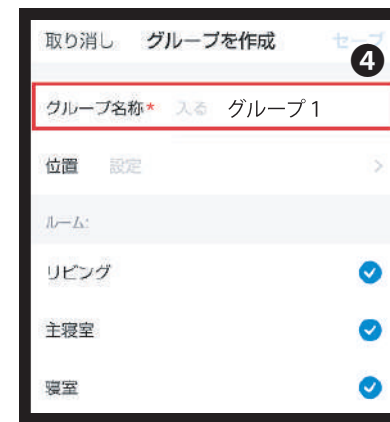 取り消し グループを作成 セーブ
❹
グループ名称* 入る グループ 1
位置 設定 >
ルーム:
リビング
主寝室
寝室